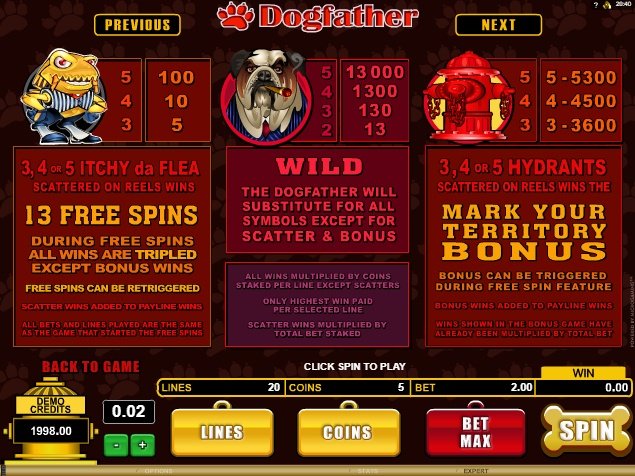 PREVIOUS
Dogfather
NEXT
? 20:40
5 100
4 10
3 5
5 13 000
4 1300
3 130
2 13
5 5 - 5300
4 4 - 4500
3 3 - 3600
3, 4 OR 5 ITCHY da FLEA
SCATTERED ON REELS WINS
13 FREE SPINS
DURING FREE SPINS
ALL WINS ARE TRIPLED
EXCEPT BONUS WINS
FREE SPINS CAN BE RETRIGGERED
SCATTER WINS ADDED TO PAYLINE WINS
ALL BETS AND LINES PLAYED ARE THE SAME
AS THE GAME THAT STARTED THE FREE SPINS
WILD
THE DOGFATHER WILL
SUBSTITUTE FOR ALL
SYMBOLS EXCEPT FOR
SCATTER & BONUS
ALL WINS MULTIPLIED BY COINS
STAKED PER LINE EXCEPT SCATTERS
ONLY HIGHEST WIN PAID
PER SELECTED LINE
SCATTER WINS MULTIPLIED BY
TOTAL BET STAKED
3, 4 OR 5 HYDRANTS
SCATTERED ON REELS WINS THE
MARK YOUR
TERRITORY
BONUS
BONUS CAN BE TRIGGERED
DURING FREE SPIN FEATURE
BONUS WINS ADDED TO PAYLINE WINS
WINS SHOWN IN THE BONUS GAME HAVE
ALREADY BEEN MULTIPLIED BY TOTAL BET
BACK TO GAME
CLICK SPIN TO PLAY
WIN
LINES 20 COINS 5 BET 2.00 0.00
DEMO
CREDITS
1998.00
0.02
- +
LINES
COINS
BET
MAX
SPIN
OPTIONS STATS EXPERT